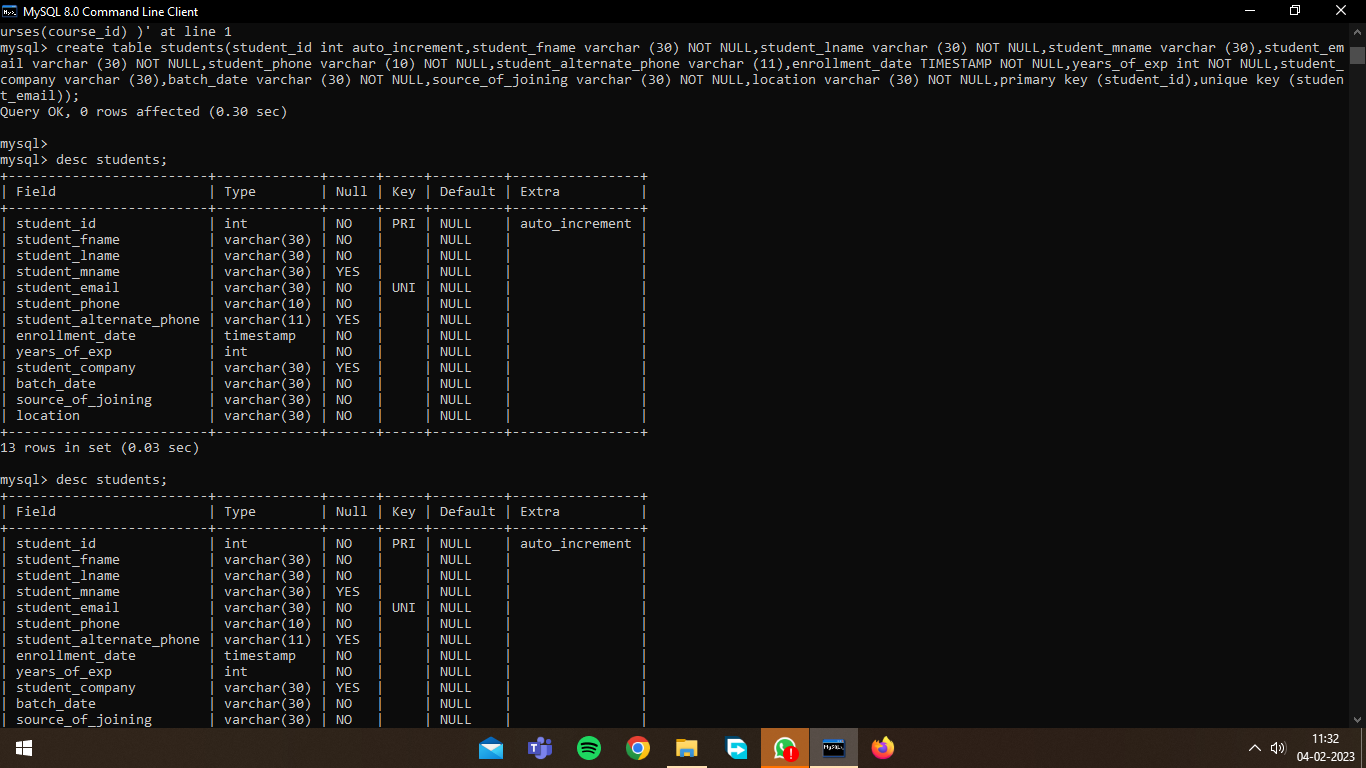 MySQL 8.0 Command Line Client
urses(course_id) )' at line 1
mysql> create table students(student_id int auto_increment,student_fname varchar (30) NOT NULL,student_lname varchar (30) NOT NULL,student_mname varchar (30),student_em
ail varchar (30) NOT NULL,student_phone varchar (10) NOT NULL,student_alternate_phone varchar (11),enrollment_date TIMESTAMP NOT NULL,years_of_exp int NOT NULL,student_
company varchar (30),batch_date varchar (30) NOT NULL,source_of_joining varchar (30) NOT NULL,location varchar (30) NOT NULL,primary key (student_id),unique key (studen
t_email));
Query OK, 0 rows affected (0.30 sec)
mysql>
mysql> desc students;
+-------------------------+-------------+------+-----+---------+----------------+
| Field                   | Type        | Null | Key | Default | Extra          |
+-------------------------+-------------+------+-----+---------+----------------+
| student_id              | int         | NO   | PRI | NULL    | auto_increment |
| student_fname           | varchar(30) | NO   |     | NULL    |                |
| student_lname           | varchar(30) | NO   |     | NULL    |                |
| student_mname           | varchar(30) | YES  |     | NULL    |                |
| student_email           | varchar(30) | NO   | UNI | NULL    |                |
| student_phone           | varchar(10) | NO   |     | NULL    |                |
| student_alternate_phone | varchar(11) | YES  |     | NULL    |                |
| enrollment_date         | timestamp   | NO   |     | NULL    |                |
| years_of_exp            | int         | NO   |     | NULL    |                |
| student_company         | varchar(30) | YES  |     | NULL    |                |
| batch_date              | varchar(30) | NO   |     | NULL    |                |
| source_of_joining       | varchar(30) | NO   |     | NULL    |                |
| location                | varchar(30) | NO   |     | NULL    |                |
+-------------------------+-------------+------+-----+---------+----------------+
13 rows in set (0.03 sec)
mysql> desc students;
+-------------------------+-------------+------+-----+---------+----------------+
| Field                   | Type        | Null | Key | Default | Extra          |
+-------------------------+-------------+------+-----+---------+----------------+
| student_id              | int         | NO   | PRI | NULL    | auto_increment |
| student_fname           | varchar(30) | NO   |     | NULL    |                |
| student_lname           | varchar(30) | NO   |     | NULL    |                |
| student_mname           | varchar(30) | YES  |     | NULL    |                |
| student_email           | varchar(30) | NO   | UNI | NULL    |                |
| student_phone           | varchar(10) | NO   |     | NULL    |                |
| student_alternate_phone | varchar(11) | YES  |     | NULL    |                |
| enrollment_date         | timestamp   | NO   |     | NULL    |                |
| years_of_exp            | int         | NO   |     | NULL    |                |
| student_company         | varchar(30) | YES  |     | NULL    |                |
| batch_date              | varchar(30) | NO   |     | NULL    |                |
| source_of_joining       | varchar(30) | NO   |     | NULL    |                |
11:32
04-02-2023